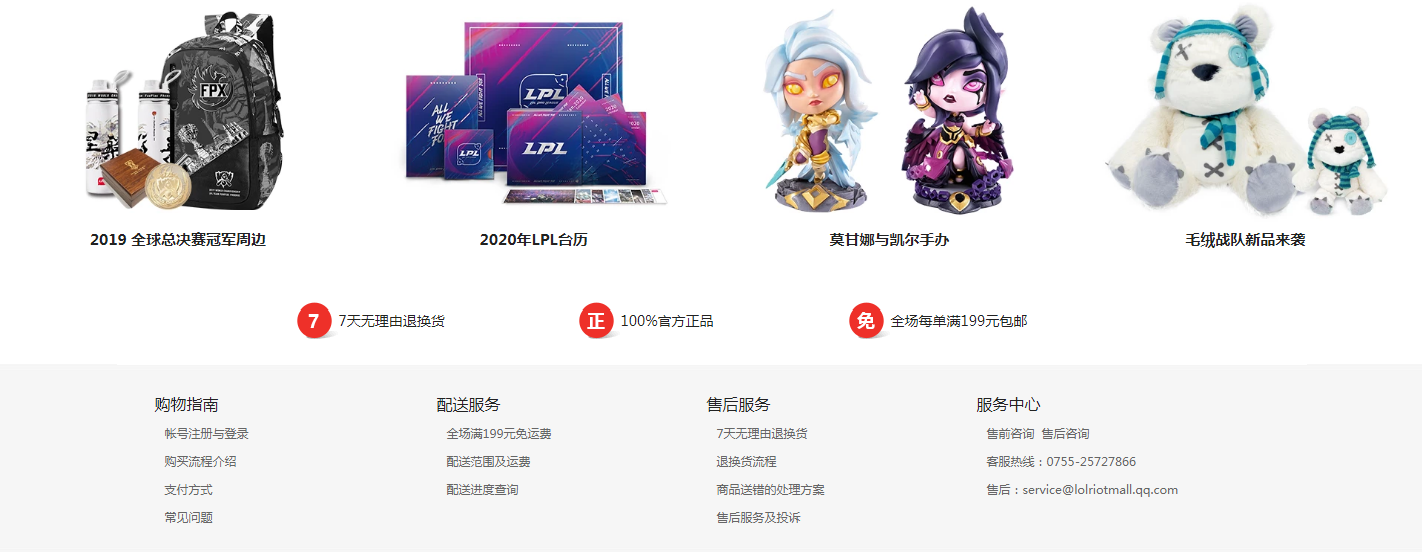 FPX
LPL
ALL
WE
FIGHT
FOR
LPL
LPL
2020
2020
2019 全球总决赛冠军周边
2020年LPL台历
莫甘娜与凯尔手办
毛绒战队新品来袭
7 7天无理由退换货
正 100%官方正品
免 全场每单满199元包邮
购物指南
帐号注册与登录
购买流程介绍
支付方式
常见问题
配送服务
全场满199元免运费
配送范围及运费
配送进度查询
售后服务
7天无理由退换货
退换货流程
商品送错的处理方案
售后服务及投诉
服务中心
售前咨询 售后咨询
客服热线：0755-25727866
售后：service@lolriotmall.qq.com